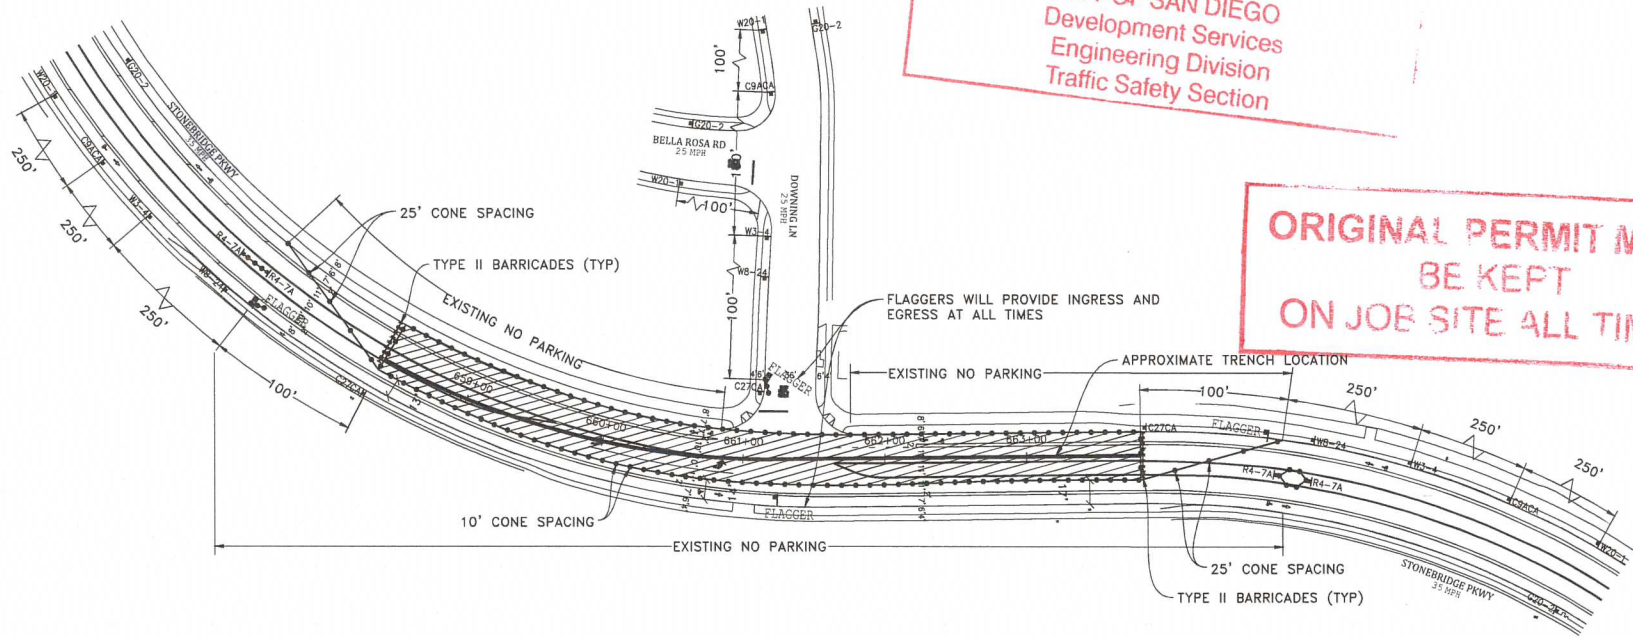 SAN DIEGO
Development Services
Engineering Division
Traffic Safety Section
ORIGINAL PERMIT
BE KEPT
ON JOB SITE ALL
W20-1
G20-2
100'
C9ACA
G20-2
BELLA ROSA RD
25 MPH
W20-1
100'
DOWNING LN
25 MPH
W3-4
W8-24
100'
W20-1
G20-2
STONEBRIDGE PKWY
35 MPH
250'
C9ACA
W3-4
250'
R4-7A
R4-7A
W8-24
FLAGGER
250'
100'
C27CA
25' CONE SPACING
TYPE II BARRICADES (TYP)
EXISTING NO PARKING
FLAGGERS WILL PROVIDE INGRESS AND
EGRESS AT ALL TIMES
FLAGGER
C27CA
EXISTING NO PARKING
APPROXIMATE TRENCH LOCATION
659+00
660+00
661+00
662+00
663+00
100'
250'
250'
250'
C27CA
FLAGGER
W8-24
W3-4
R4-7A
R4-7A
C9ACA
W20-1
17'
FLAGGER
10' CONE SPACING
EXISTING NO PARKING
25' CONE SPACING
TYPE II BARRICADES (TYP)
STONEBRIDGE PKWY
35 MPH
G20-2